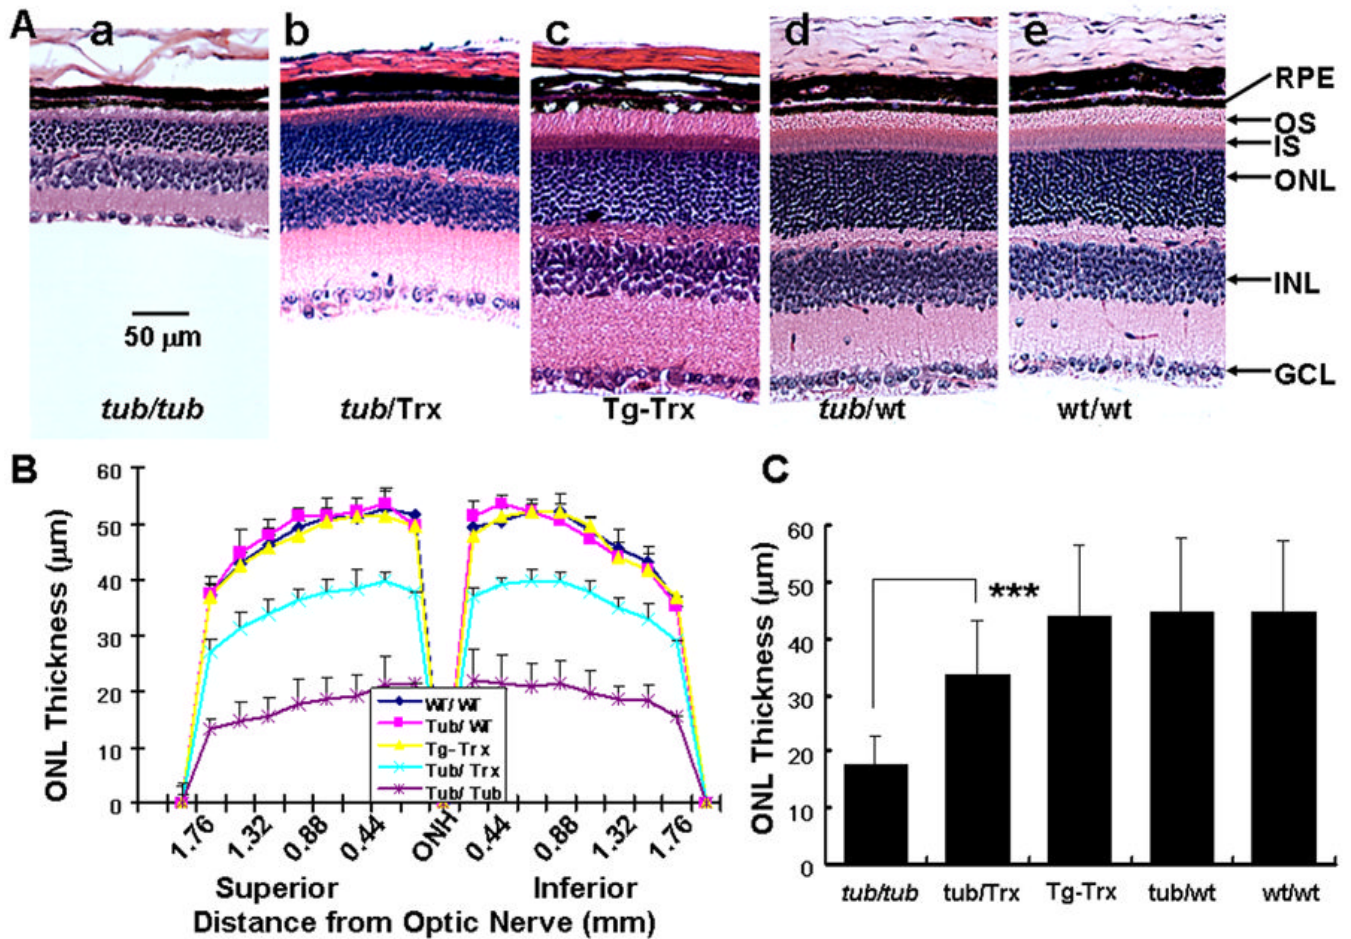 A
a
b
c
d
e
RPE
OS
IS
ONL
INL
GCL
50 μm
tub/tub
tub/Trx
Tg-Trx
tub/wt
wt/wt
B
ONL Thickness (μm)
60
50
40
30
20
10
0
WT/ WT
Tub/ WT
Tg-Trx
Tub/ Trx
Tub/ Tub
1.76
1.32
0.88
0.44
ONH
0.44
0.88
1.32
1.76
Superior
Inferior
Distance from Optic Nerve (mm)
C
ONL Thickness (μm)
60
50
40
30
20
10
0
***
tub/tub
tub/Trx
Tg-Trx
tub/wt
wt/wt